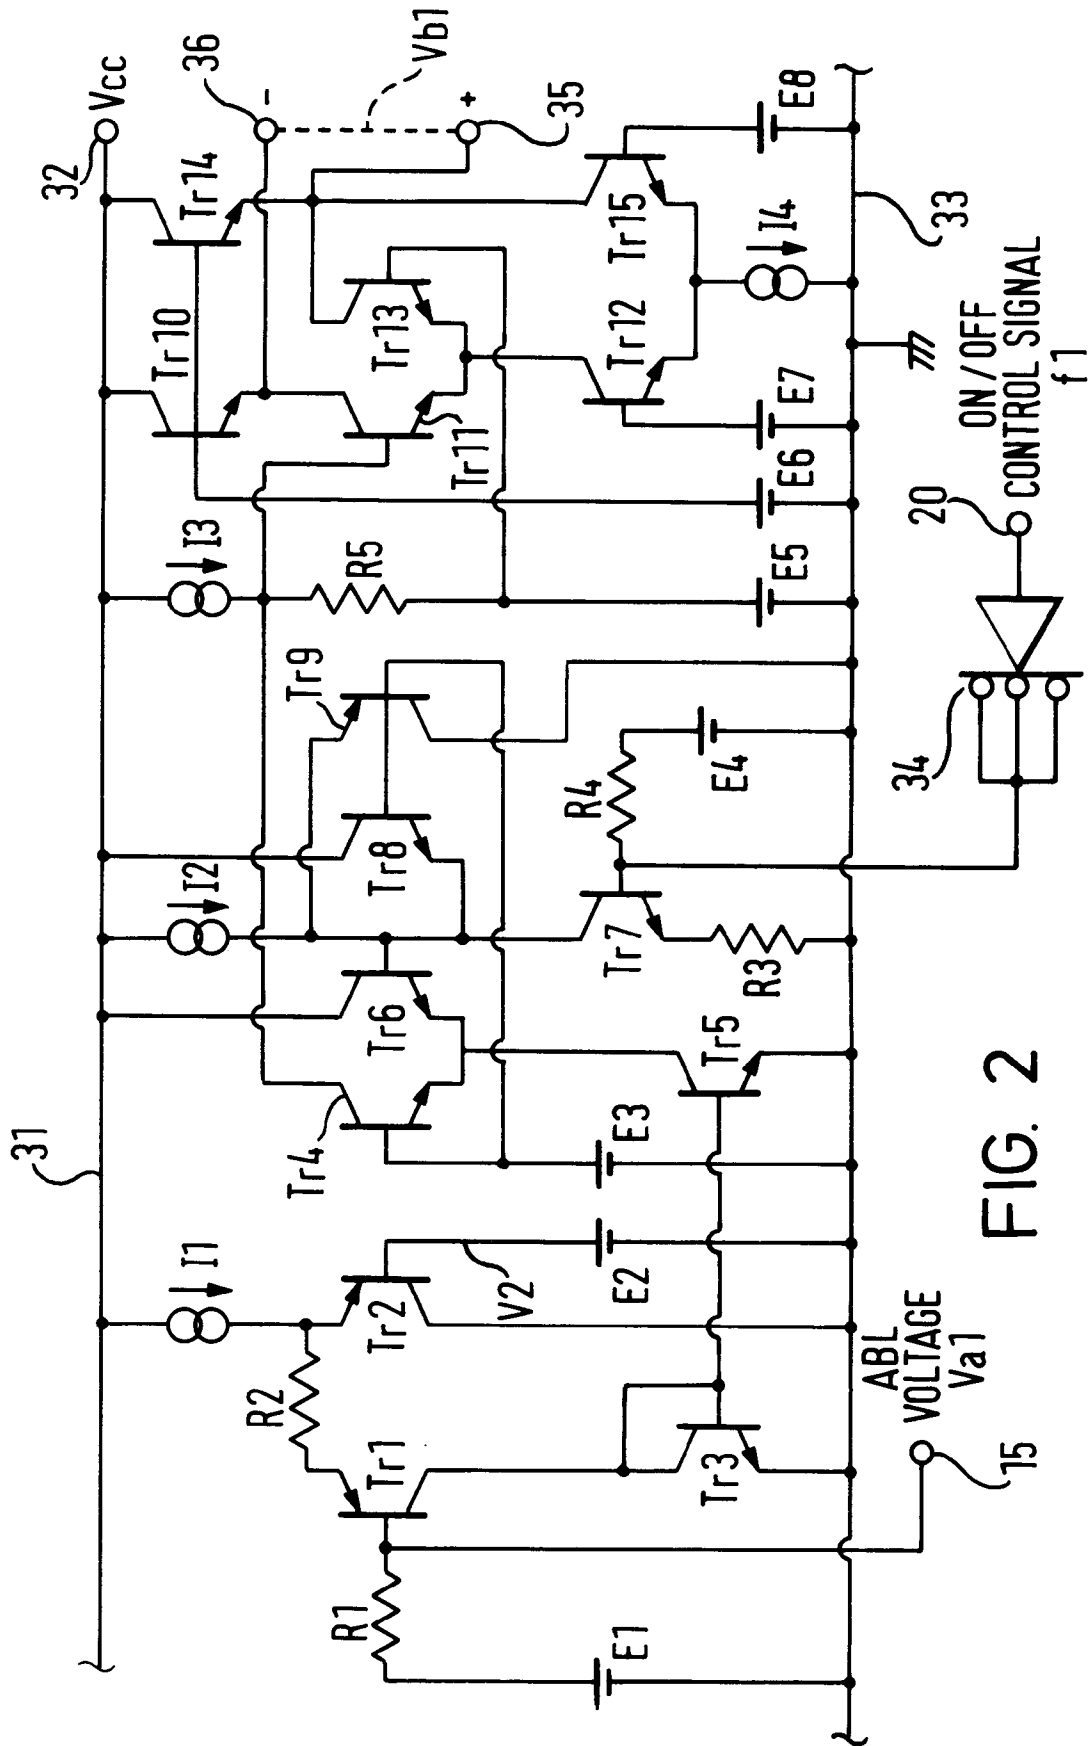 31
32
Vcc
36
-
Vb1
+
35
I1
I2
I3
Tr10
Tr14
R2
Tr1
Tr2
Tr4
Tr6
Tr8
Tr9
R5
Tr11
Tr13
R1
V2
E1
E2
E3
Tr3
Tr5
Tr7
R3
R4
E4
E5
E6
E7
Tr12
Tr15
I4
E8
33
ABL
VOLTAGE
Va1
15
34
20
ON/OFF
CONTROL SIGNAL
f1
FIG. 2